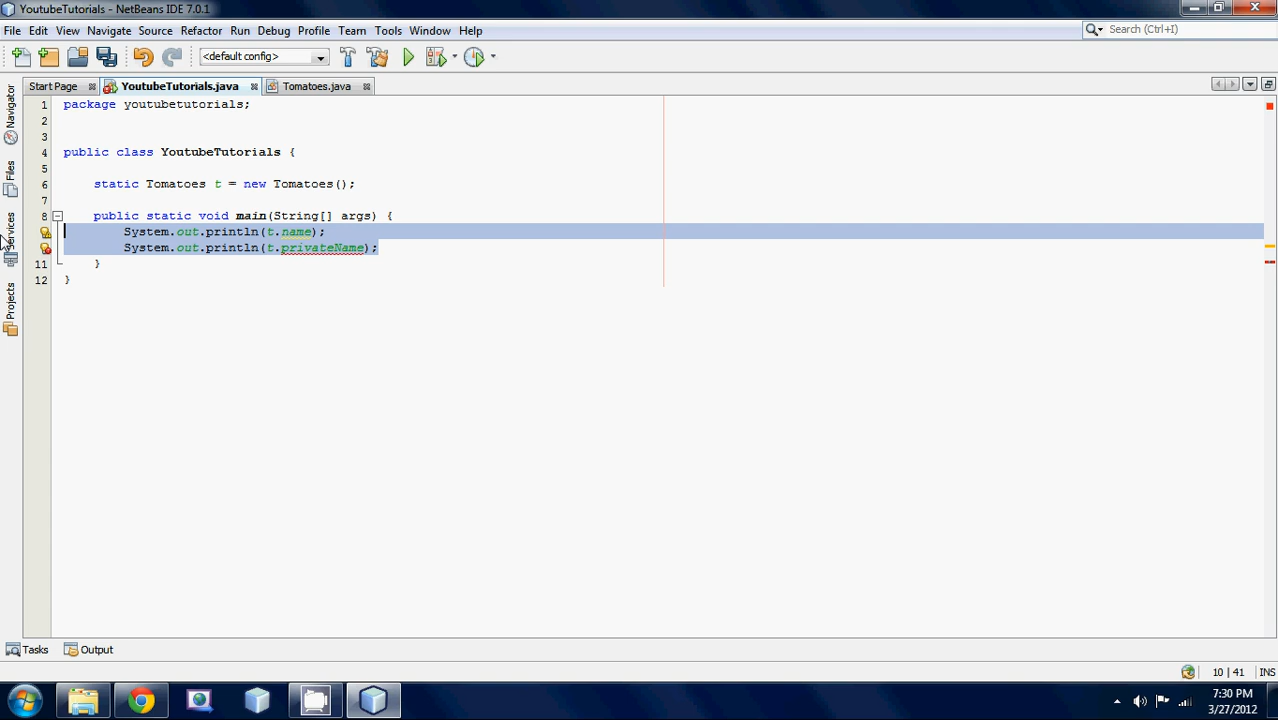 YoutubeTutorials - NetBeans IDE 7.0.1
File Edit View Navigate Source Refactor Run Debug Profile Team Tools Window Help
Search (Ctrl+I)
<default config>
Start Page YoutubeTutorials.java Tomatoes.java
Navigator
Files
Services
Projects
1 package youtubetutorials;
2
3
4 public class YoutubeTutorials {
5
6 static Tomatoes t = new Tomatoes();
7
8 public static void main(String[] args) {
System.out.println(t.name);
System.out.println(t.privateName);
11 }
12 }
Tasks Output
10 | 41 INS
7:30 PM
3/27/2012